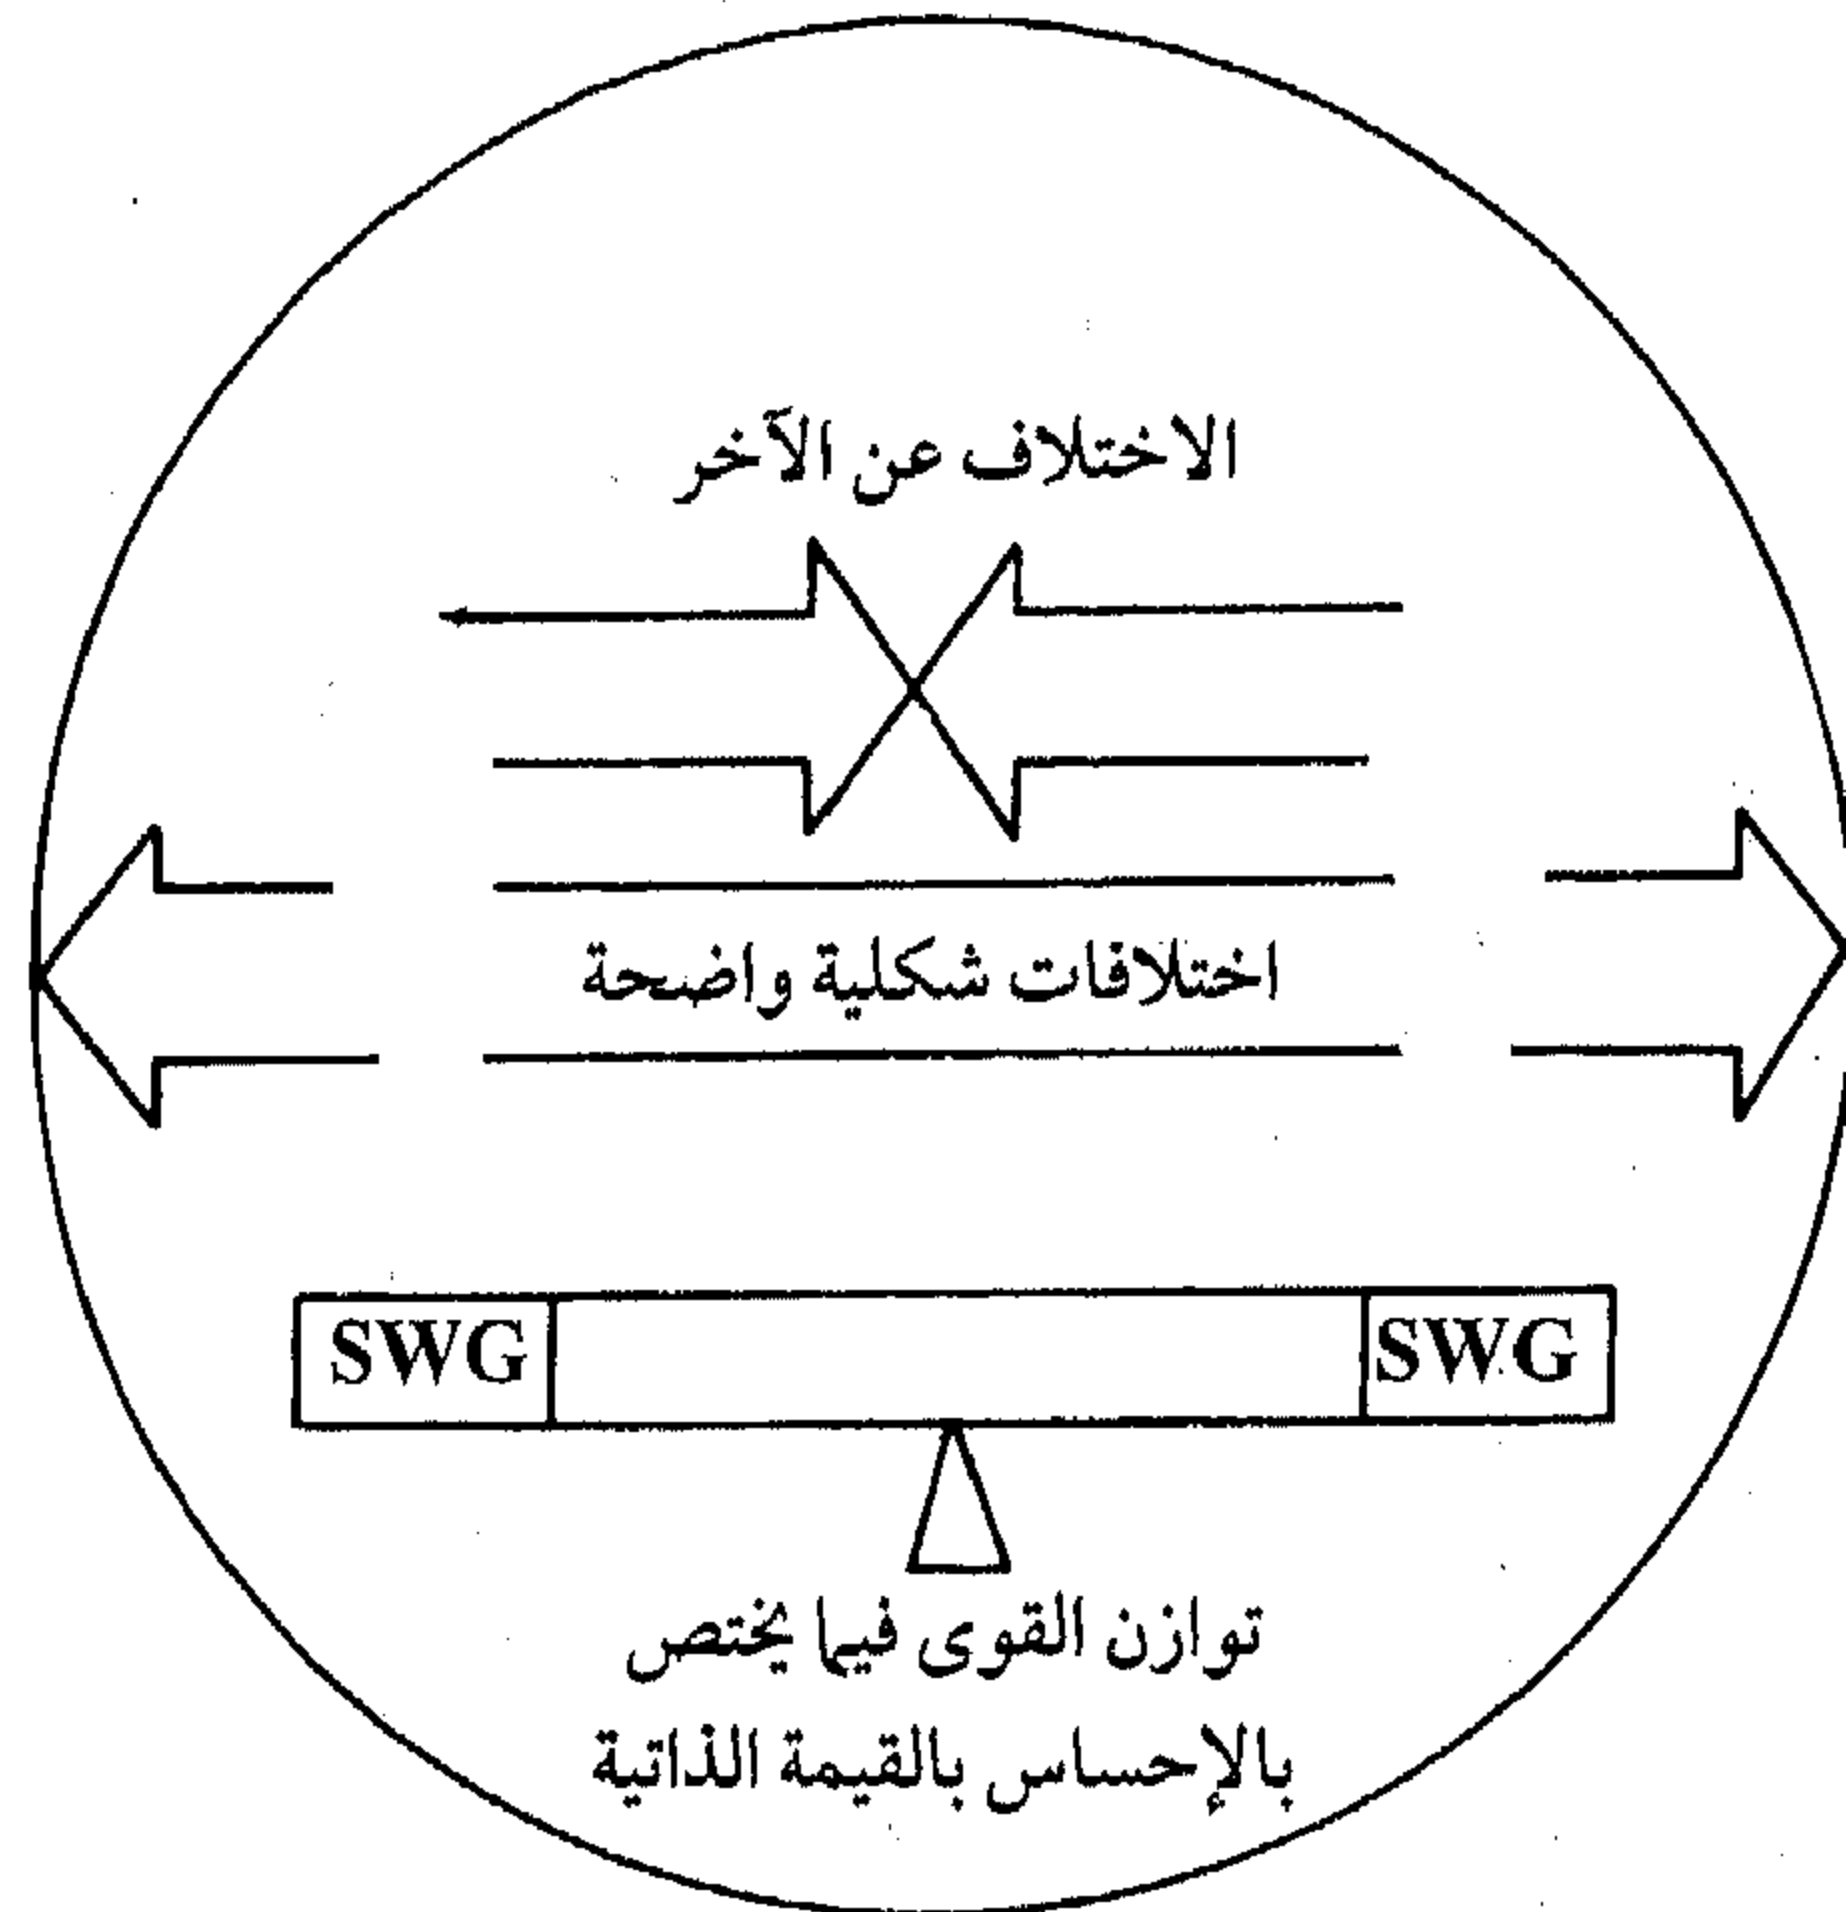 الاختلاف عن الآخر
اختلافات شكلية واضحة
SWG SWG
توازن القوى فيما يختص
بالإحساس بالقيمة الذاتية